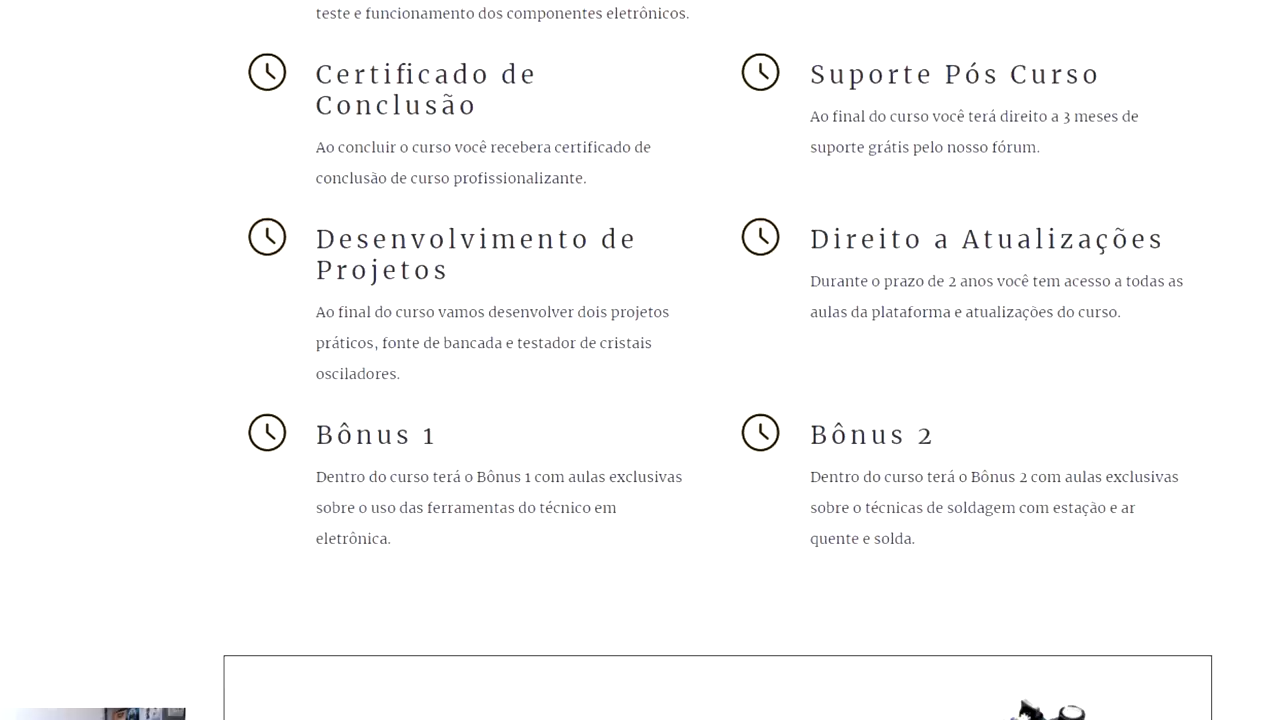 teste e funcionamento dos componentes eletrônicos.
Certificado de
Conclusão
Ao concluir o curso você recebera certificado de
conclusão de curso profissionalizante.
Suporte Pós Curso
Ao final do curso você terá direito a 3 meses de
suporte grátis pelo nosso fórum.
Desenvolvimento de
Projetos
Ao final do curso vamos desenvolver dois projetos
práticos, fonte de bancada e testador de cristais
osciladores.
Direito a Atualizações
Durante o prazo de 2 anos você tem acesso a todas as
aulas da plataforma e atualizações do curso.
Bônus 1
Dentro do curso terá o Bônus 1 com aulas exclusivas
sobre o uso das ferramentas do técnico em
eletrônica.
Bônus 2
Dentro do curso terá o Bônus 2 com aulas exclusivas
sobre o técnicas de soldagem com estação e ar
quente e solda.